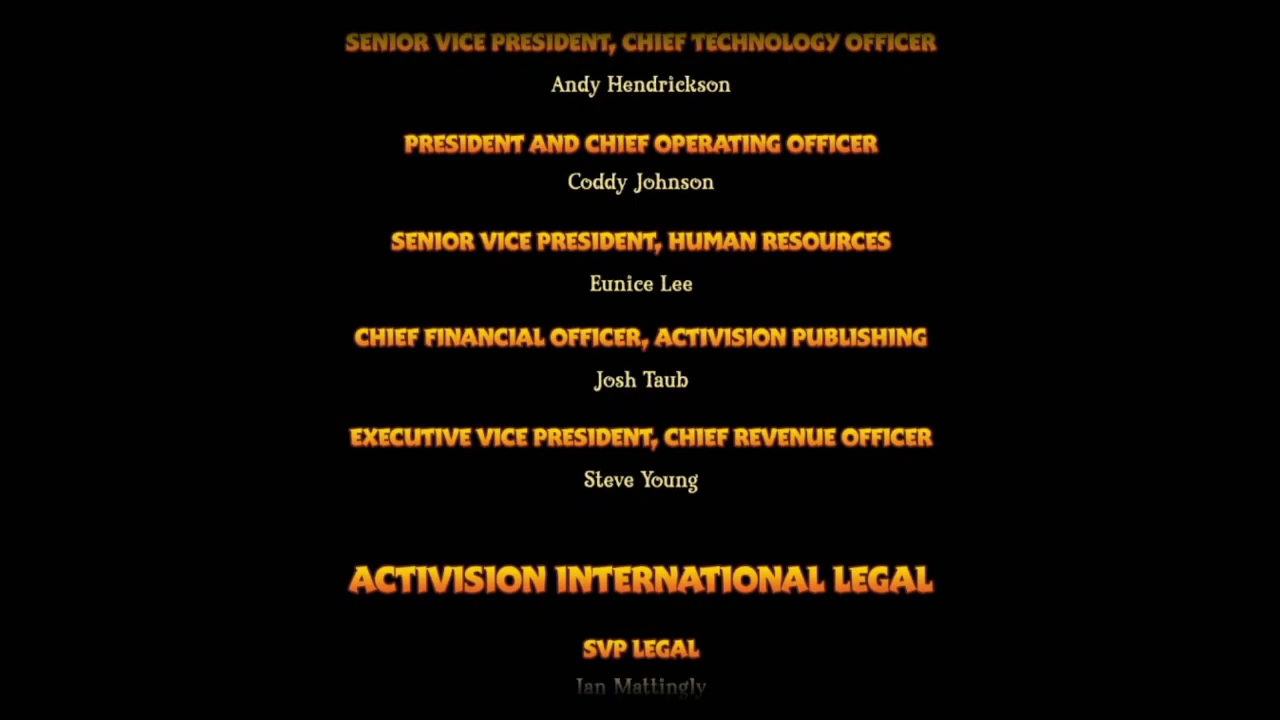 SENIOR VICE PRESIDENT, CHIEF TECHNOLOGY OFFICER
Andy Hendrickson
PRESIDENT AND CHIEF OPERATING OFFICER
Coddy Johnson
SENIOR VICE PRESIDENT, HUMAN RESOURCES
Eunice Lee
CHIEF FINANCIAL OFFICER, ACTIVISION PUBLISHING
Josh Taub
EXECUTIVE VICE PRESIDENT, CHIEF REVENUE OFFICER
Steve Young
ACTIVISION INTERNATIONAL LEGAL
SVP LEGAL
Ian Mattingly